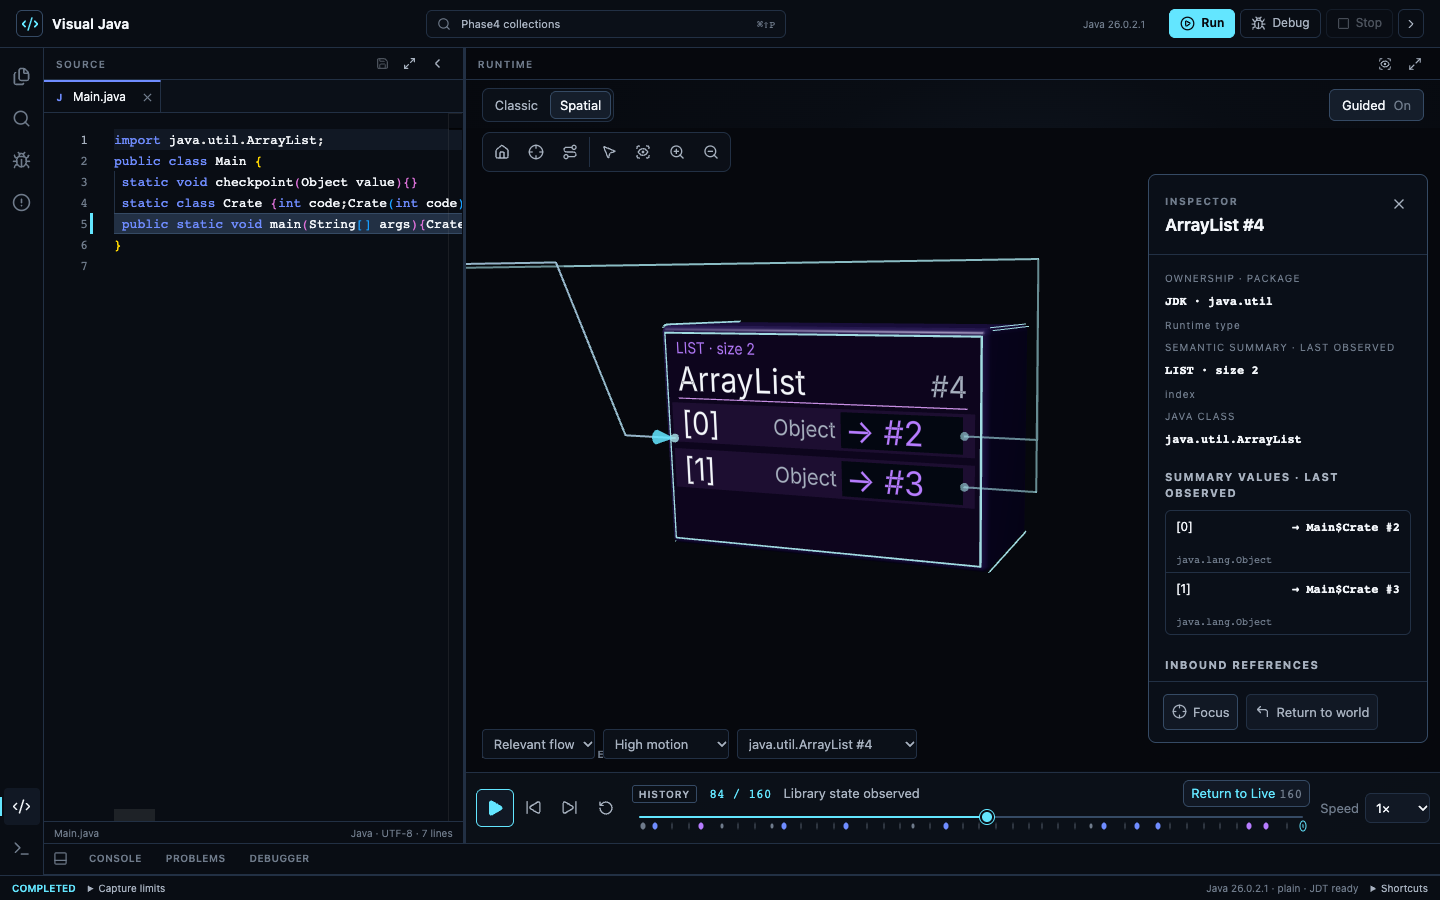 Visual Java
Phase4 collections
⌘⇧P
Java 26.0.2.1
Run
Debug
Stop
SOURCE
RUNTIME
J Main.java
Classic
Spatial
Guided On
1 import java.util.ArrayList;
2 public class Main {
3 static void checkpoint(Object value){}
4 static class Crate {int code;Crate(int code)
5 public static void main(String[] args){Crate
6 }
7
LIST · size 2
ArrayList #4
[0] Object → #2
[1] Object → #3
INSPECTOR
ArrayList #4
OWNERSHIP · PACKAGE
JDK · java.util
Runtime type
SEMANTIC SUMMARY · LAST OBSERVED
LIST · size 2
Index
JAVA CLASS
java.util.ArrayList
SUMMARY VALUES · LAST
OBSERVED
[0] → Main$Crate #2
java.lang.Object
[1] → Main$Crate #3
java.lang.Object
INBOUND REFERENCES
Focus
Return to world
Relevant flow
E
High motion
java.util.ArrayList #4
HISTORY 84 / 160 Library state observed
Return to Live 160
Speed 1×
Main.java
Java · UTF-8 · 7 lines
CONSOLE
PROBLEMS
DEBUGGER
COMPLETED
Capture limits
Java 26.0.2.1 · plain · JDT ready
Shortcuts